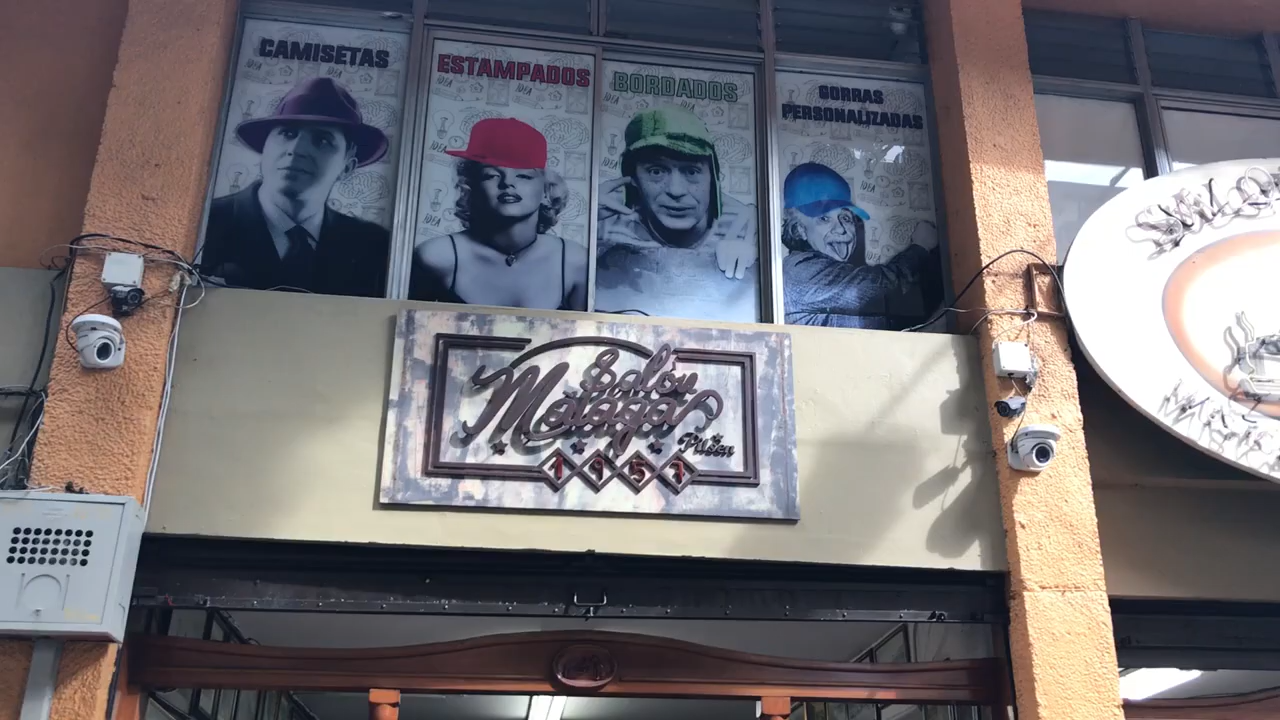 CAMISETAS
ESTAMPADOS
BORDADOS
GORRAS
PERSONALIZADAS
Salón
Málaga
Pilsen
1957